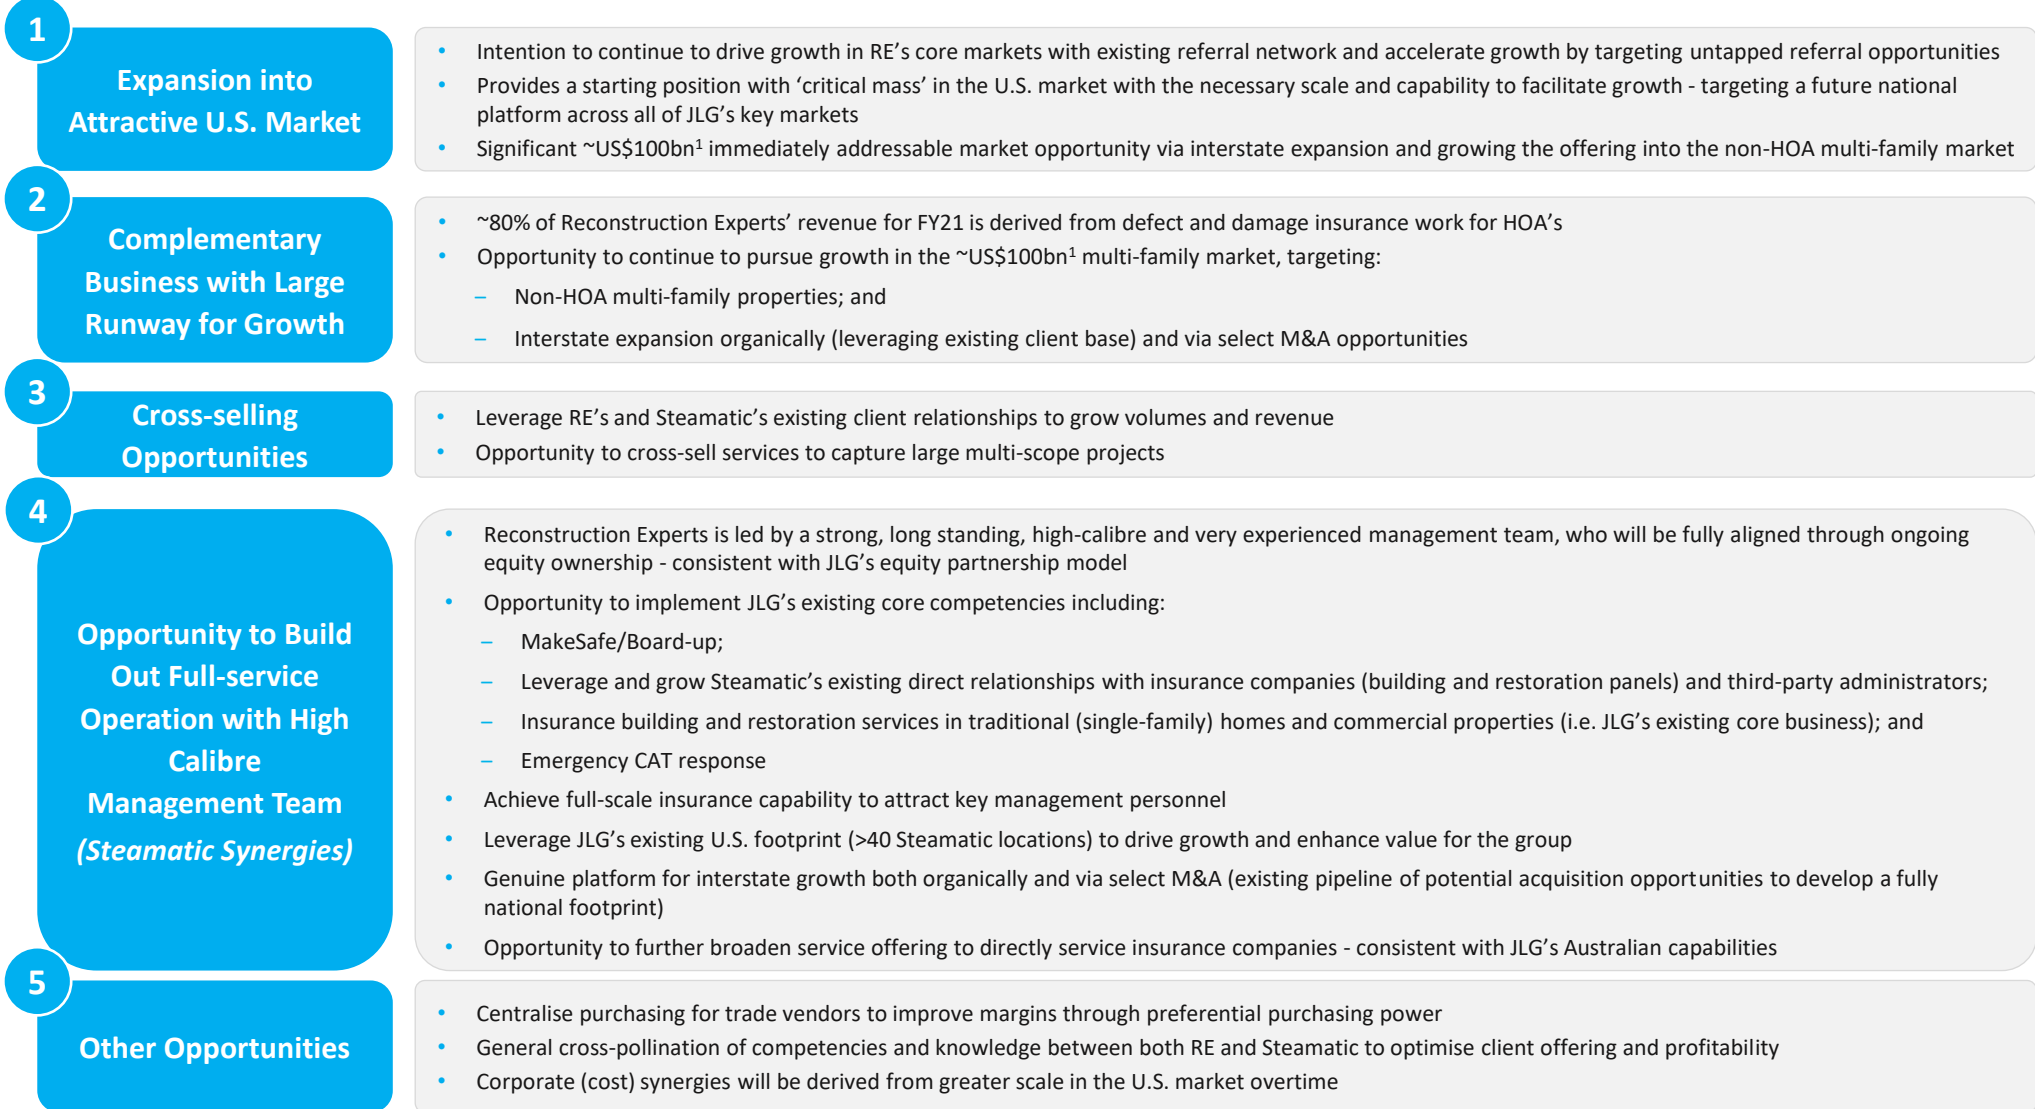 1
Expansion into
Attractive U.S. Market
• Intention to continue to drive growth in RE’s core markets with existing referral network and accelerate growth by targeting untapped referral opportunities
• Provides a starting position with ‘critical mass’ in the U.S. market with the necessary scale and capability to facilitate growth - targeting a future national
platform across all of JLG’s key markets
• Significant ~US$100bn¹ immediately addressable market opportunity via interstate expansion and growing the offering into the non-HOA multi-family market
2
Complementary
Business with Large
Runway for Growth
• ~80% of Reconstruction Experts’ revenue for FY21 is derived from defect and damage insurance work for HOA’s
• Opportunity to continue to pursue growth in the ~US$100bn¹ multi-family market, targeting:
– Non-HOA multi-family properties; and
– Interstate expansion organically (leveraging existing client base) and via select M&A opportunities
3
Cross-selling
Opportunities
• Leverage RE’s and Steamatic’s existing client relationships to grow volumes and revenue
• Opportunity to cross-sell services to capture large multi-scope projects
4
Opportunity to Build
Out Full-service
Operation with High
Calibre
Management Team
(Steamatic Synergies)
• Reconstruction Experts is led by a strong, long standing, high-calibre and very experienced management team, who will be fully aligned through ongoing
equity ownership - consistent with JLG’s equity partnership model
• Opportunity to implement JLG’s existing core competencies including:
– MakeSafe/Board-up;
– Leverage and grow Steamatic’s existing direct relationships with insurance companies (building and restoration panels) and third-party administrators;
– Insurance building and restoration services in traditional (single-family) homes and commercial properties (i.e. JLG’s existing core business); and
– Emergency CAT response
• Achieve full-scale insurance capability to attract key management personnel
• Leverage JLG’s existing U.S. footprint (>40 Steamatic locations) to drive growth and enhance value for the group
• Genuine platform for interstate growth both organically and via select M&A (existing pipeline of potential acquisition opportunities to develop a fully
national footprint)
• Opportunity to further broaden service offering to directly service insurance companies - consistent with JLG’s Australian capabilities
5
Other Opportunities
• Centralise purchasing for trade vendors to improve margins through preferential purchasing power
• General cross-pollination of competencies and knowledge between both RE and Steamatic to optimise client offering and profitability
• Corporate (cost) synergies will be derived from greater scale in the U.S. market overtime